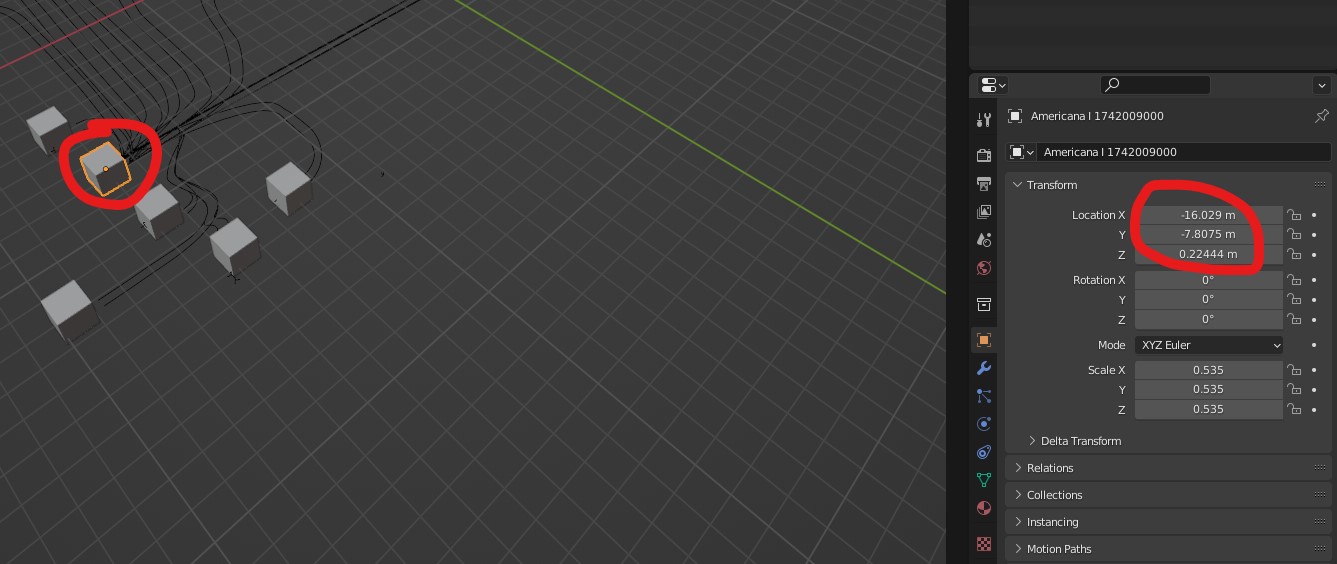 Americana I 1742009000
Americana I 1742009000
Transform
Location X -16.029 m
Y -7.8075 m
Z 0.22444 m
Rotation X 0°
Y 0°
Z 0°
Mode XYZ Euler
Scale X 0.535
Y 0.535
Z 0.535
Delta Transform
Relations
Collections
Instancing
Motion Paths